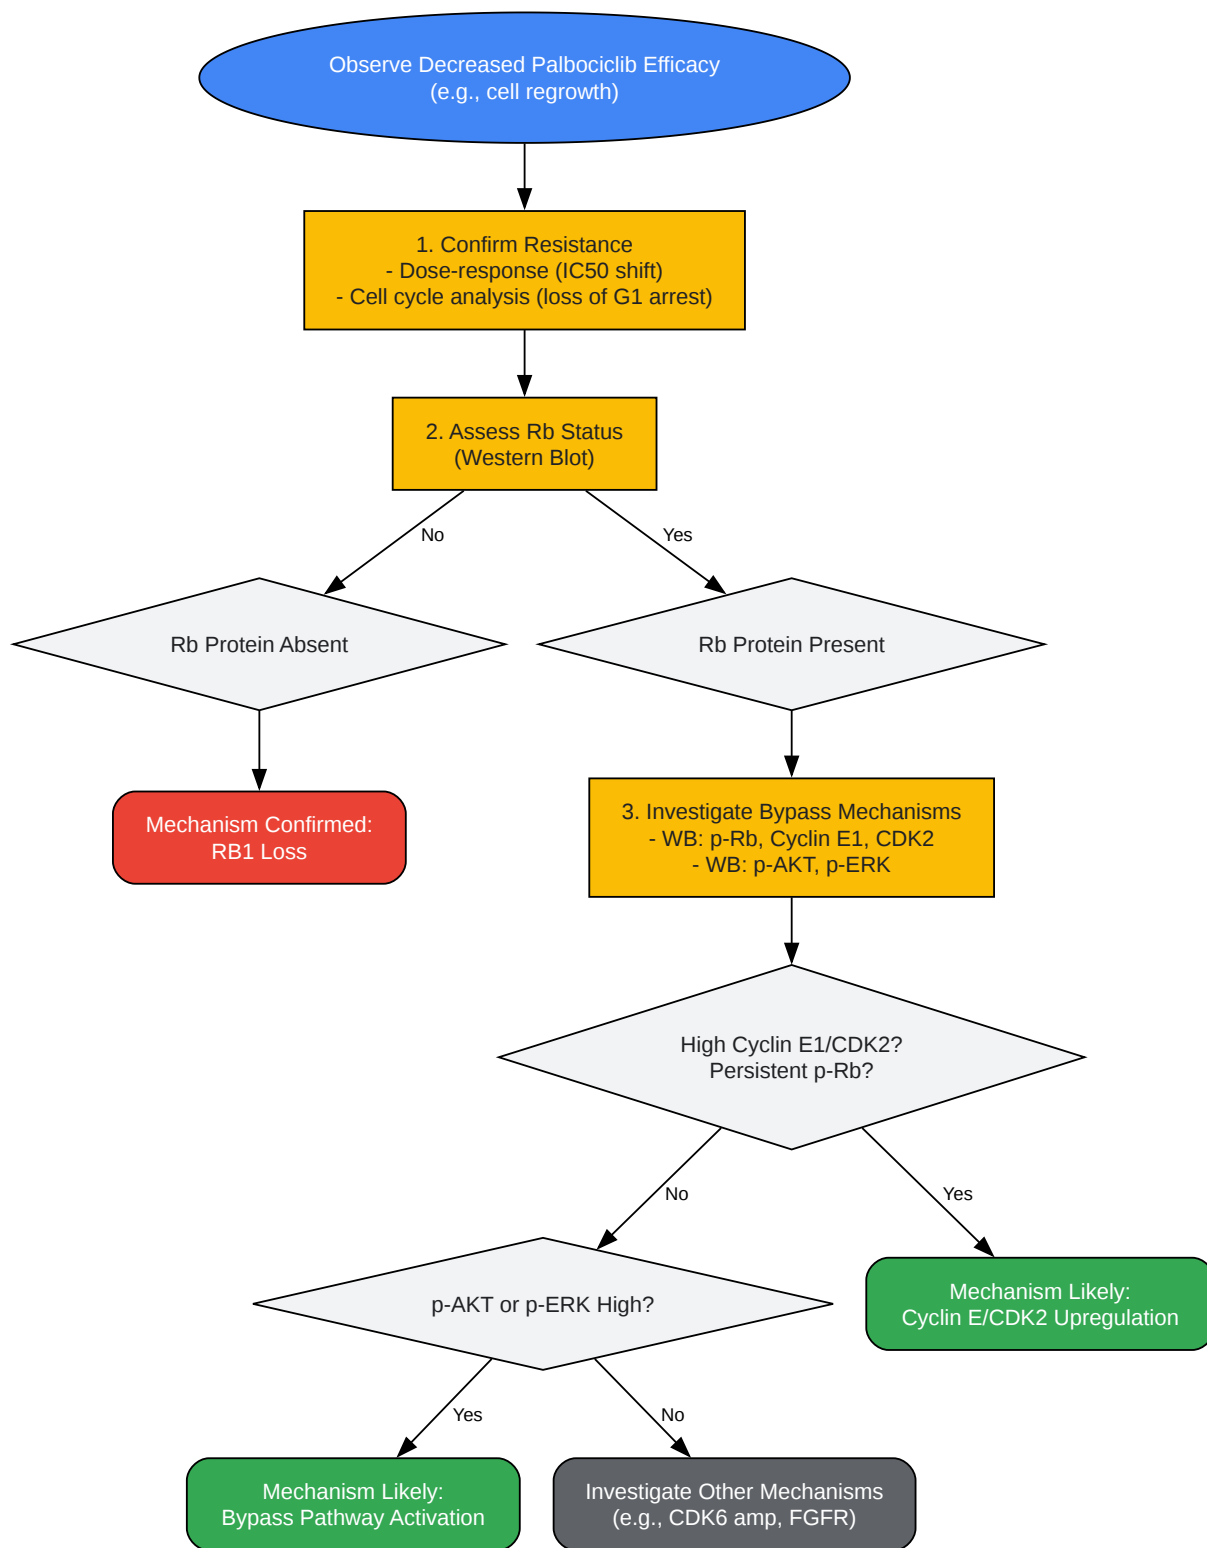 Observe Decreased Palbociclib Efficacy
(e.g., cell regrowth)
1. Confirm Resistance
- Dose-response (IC50 shift)
- Cell cycle analysis (loss of G1 arrest)
2. Assess Rb Status
(Western Blot)
No
Yes
Rb Protein Absent
Rb Protein Present
Mechanism Confirmed:
RB1 Loss
3. Investigate Bypass Mechanisms
- WB: p-Rb, Cyclin E1, CDK2
- WB: p-AKT, p-ERK
High Cyclin E1/CDK2?
Persistent p-Rb?
No
Yes
p-AKT or p-ERK High?
Mechanism Likely:
Cyclin E/CDK2 Upregulation
Yes
No
Mechanism Likely:
Bypass Pathway Activation
Investigate Other Mechanisms
(e.g., CDK6 amp, FGFR)